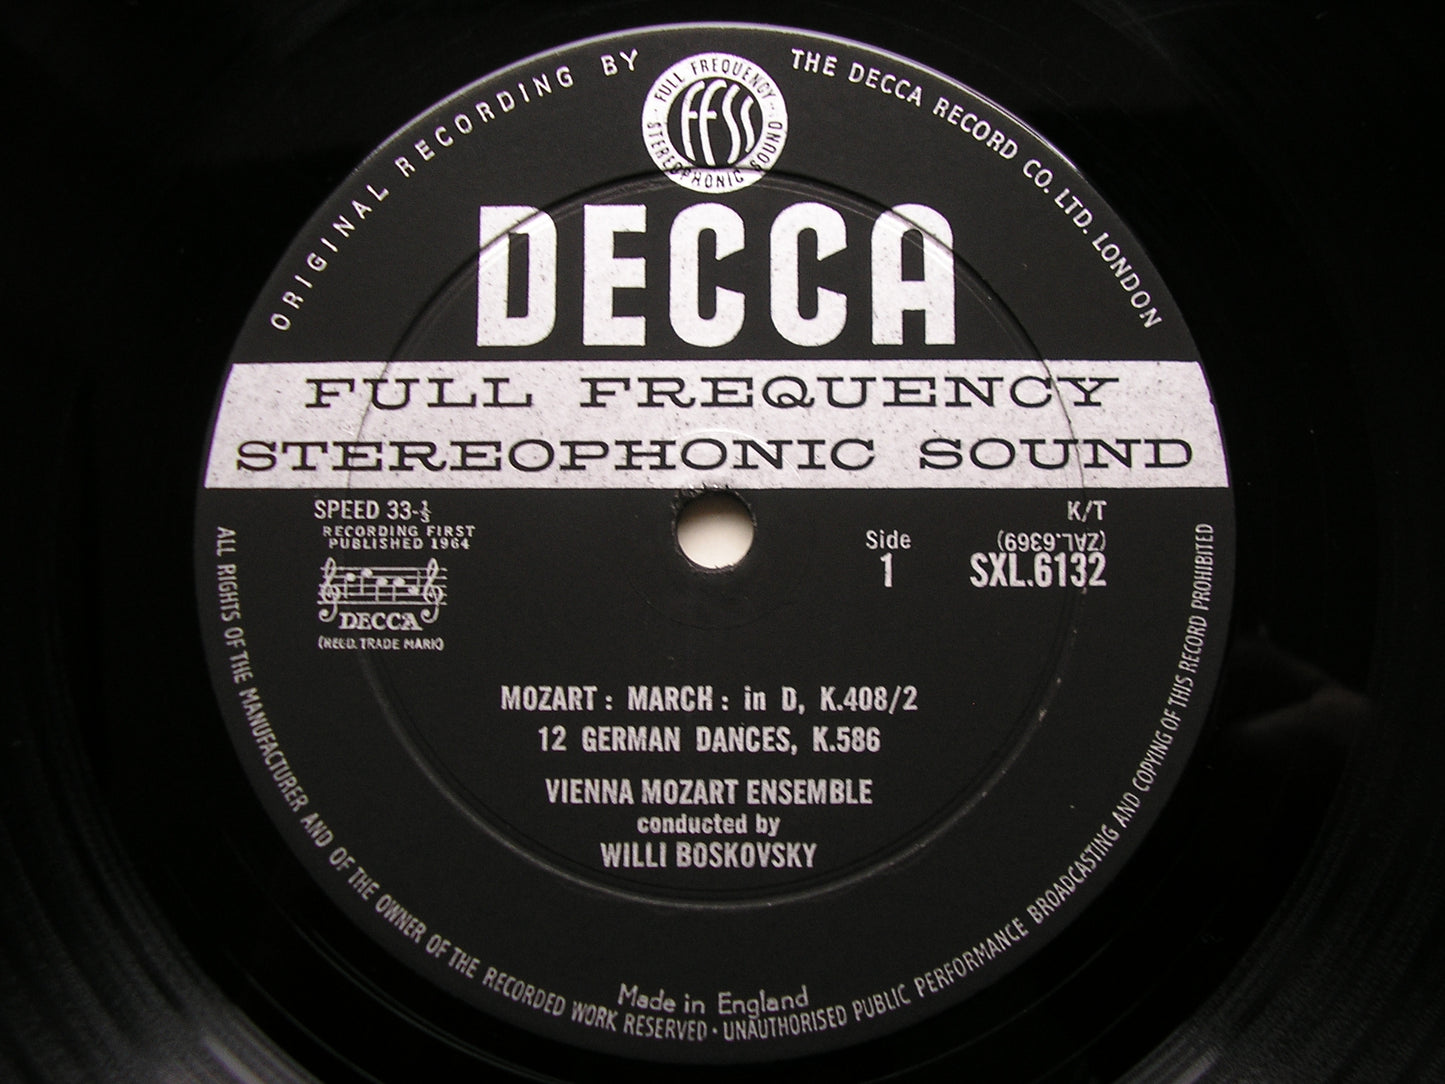 ORIGINAL RECORDING BY
THE DECCA RECORD CO. LTD. LONDON
FULL FREQUENCY
STEREOPHONIC SOUND
FFSS
DECCA
FULL FREQUENCY
STEREOPHONIC SOUND
SPEED 33-⅓
RECORDING FIRST
PUBLISHED 1964
DECCA
(REGD. TRADE MARK)
K/T
(ZAL.6369)
Side
1
SXL.6132
MOZART : MARCH : in D, K.408/2
12 GERMAN DANCES, K.586
VIENNA MOZART ENSEMBLE
conducted by
WILLI BOSKOVSKY
Made in England
ALL RIGHTS OF THE MANUFACTURER AND OF THE OWNER OF THE RECORDED WORK RESERVED · UNAUTHORISED PUBLIC PERFORMANCE BROADCASTING AND COPYING OF THIS RECORD PROHIBITED